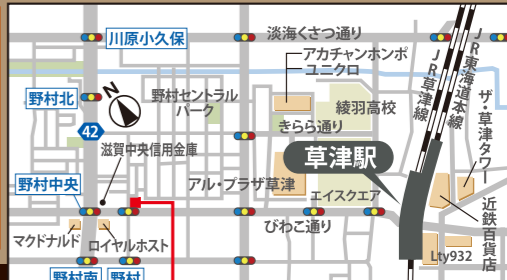 川原小久保
淡海くさつ通り
アカチャンホンポ
ユニクロ
JR草津線
JR東海道本線
ザ・草津タワー
野村北
N
野村セントラル
パーク
綾羽高校
42
きらら通り
滋賀中央信用金庫
草津駅
野村中央
アル・プラザ草津
エイスクエア
近鉄百貨店
マクドナルド
ロイヤルホスト
びわこ通り
Lty932
野村南
野村